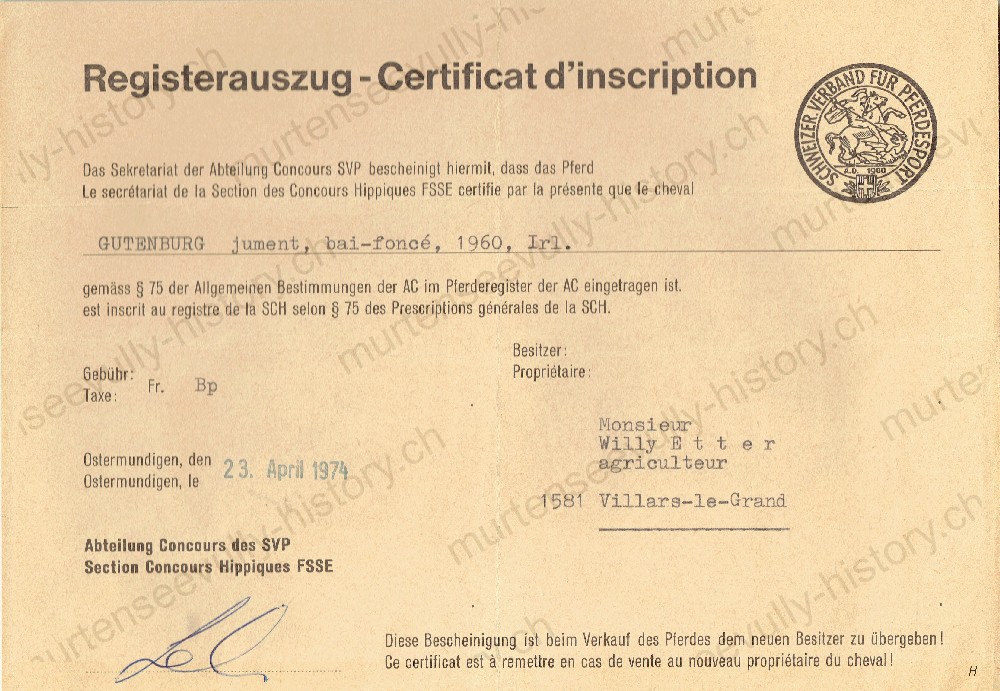 Registerauszug - Certificat d'inscription
SCHWEIZER. VERBAND FÜR PFERDESPORT
A.D. 1900
Das Sekretariat der Abteilung Concours SVP bescheinigt hiermit, dass das Pferd
Le secrétariat de la Section des Concours Hippiques FSSE certifie par la présente que le cheval
GUTENBURG jument, bai-foncé, 1960, Irl.
gemäss § 75 der Allgemeinen Bestimmungen der AC im Pferderegister der AC eingetragen ist.
est inscrit au registre de la SCH selon § 75 des Prescriptions générales de la SCH.
Besitzer:
Propriétaire:
Gebühr:
Taxe: Fr. Bp
Monsieur
Willy E t t e r
agriculteur
1581 Villars-le-Grand
Ostermundigen, den
Ostermundigen, le
23. April 1974
Abteilung Concours des SVP
Section Concours Hippiques FSSE
Diese Bescheinigung ist beim Verkauf des Pferdes dem neuen Besitzer zu übergeben!
Ce certificat est à remettre en cas de vente au nouveau propriétaire du cheval!
H
murtenseevully-history.ch